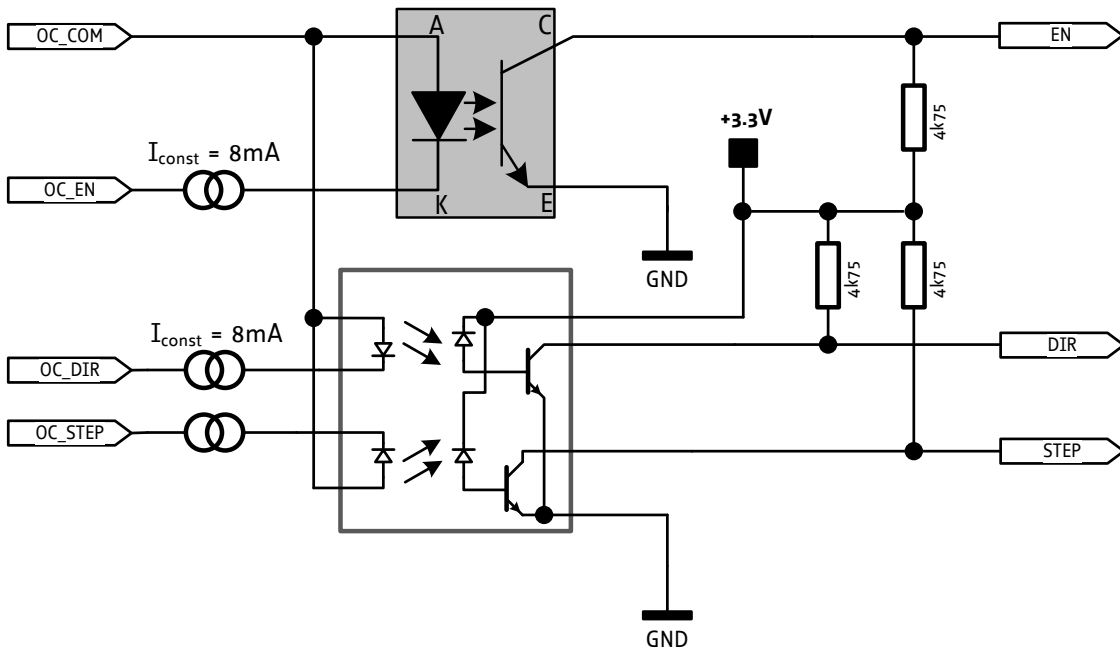 OC_COM
A
C
EN
4k75
+3.3V
I_const = 8mA
OC_EN
K
E
GND
4k75
4k75
I_const = 8mA
OC_DIR
DIR
OC_STEP
STEP
GND